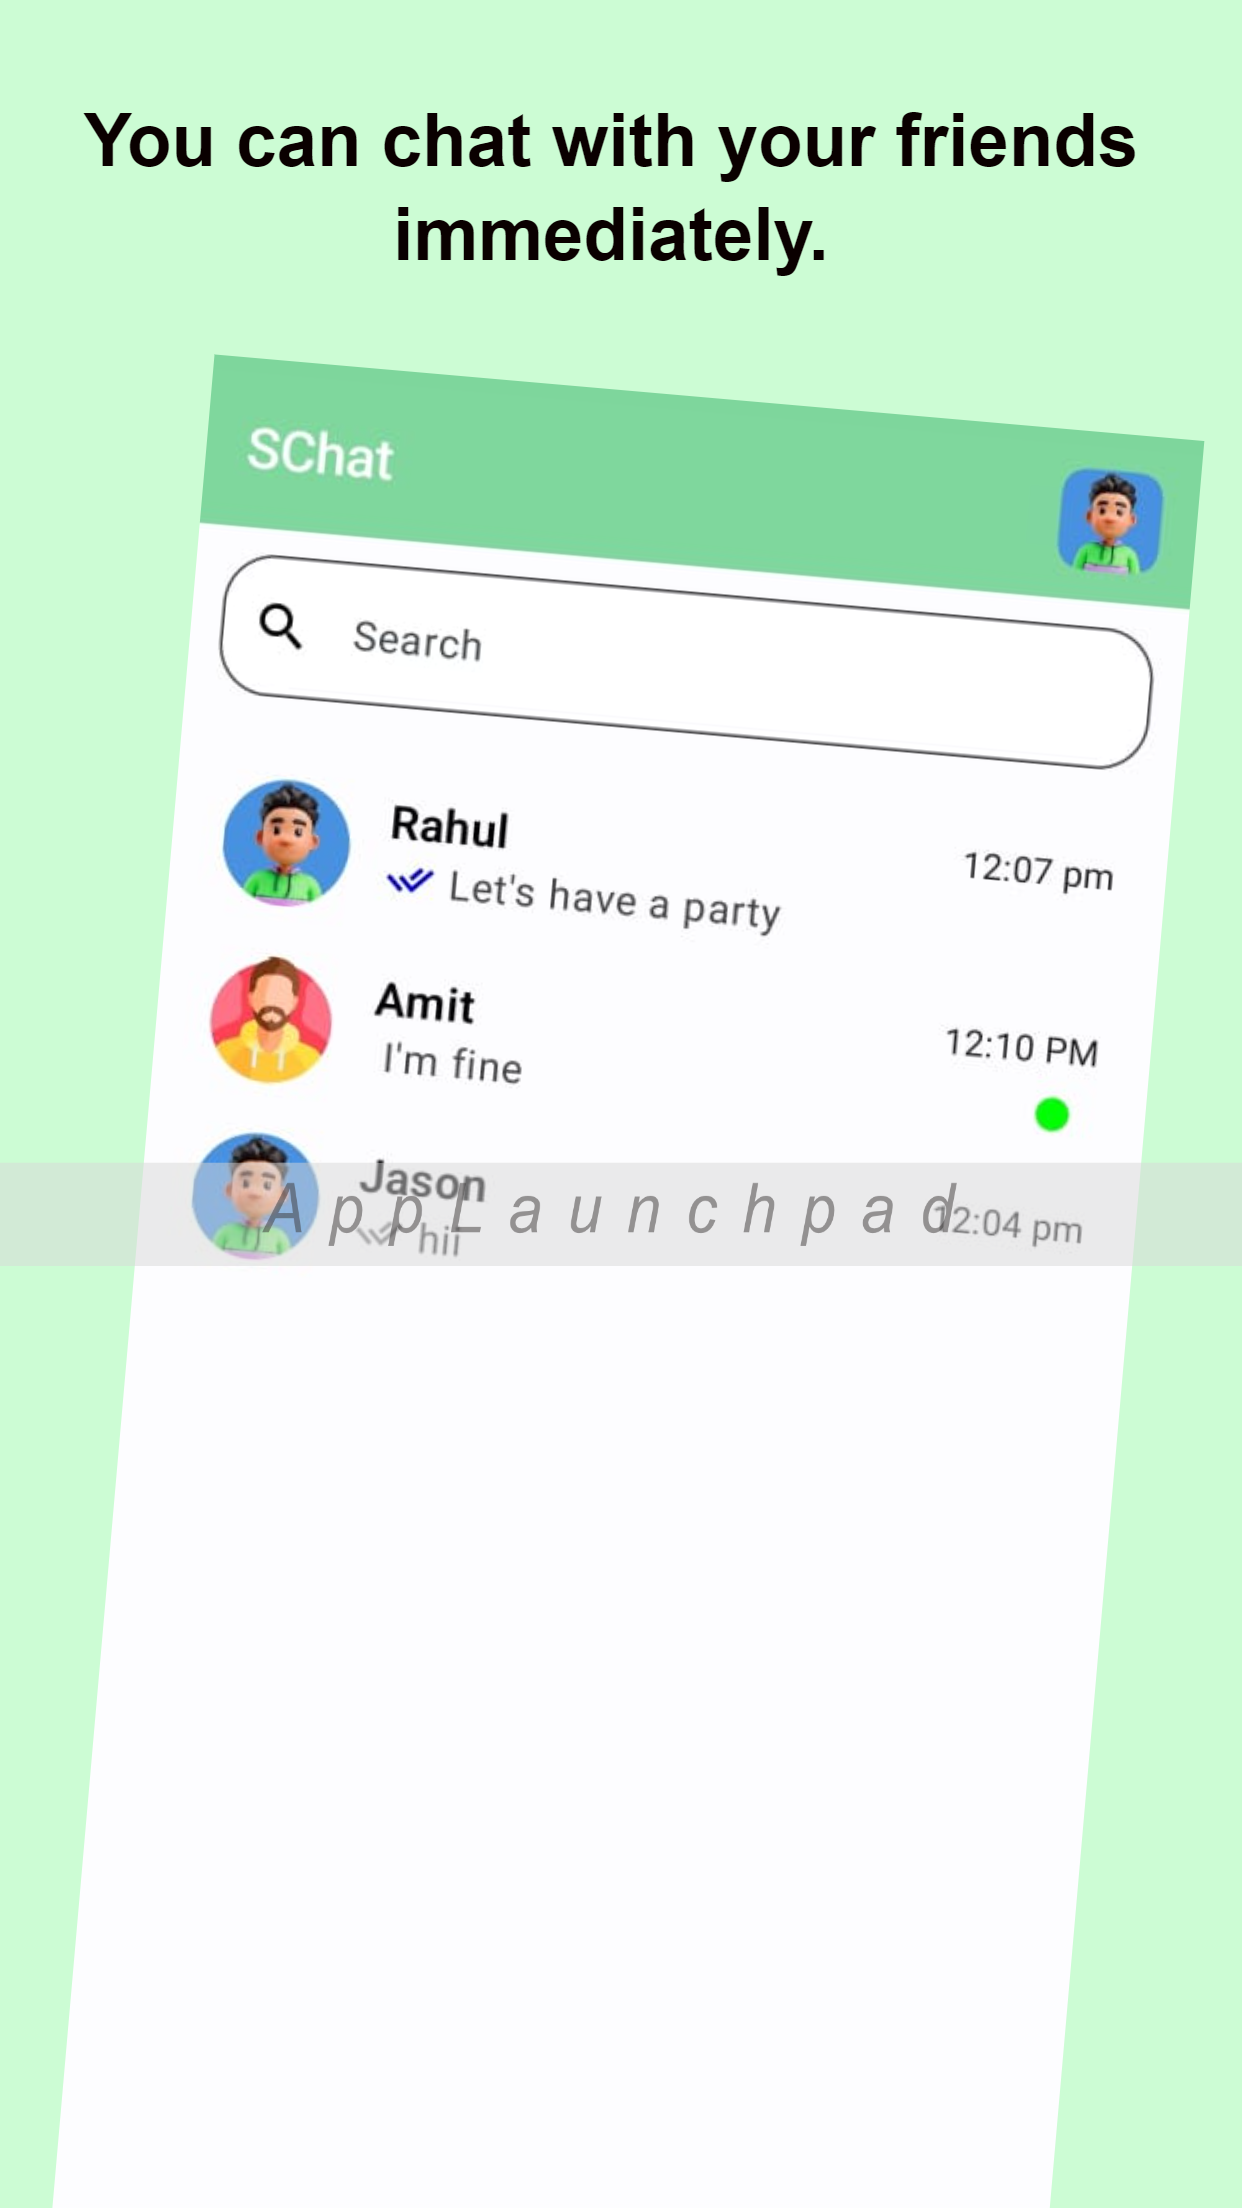 You can chat with your friends
immediately.
SChat
Search
Rahul
12:07 pm
Let's have a party
Amit
12:10 PM
I'm fine
Jason
AppLaunchpad
12:04 pm
hii